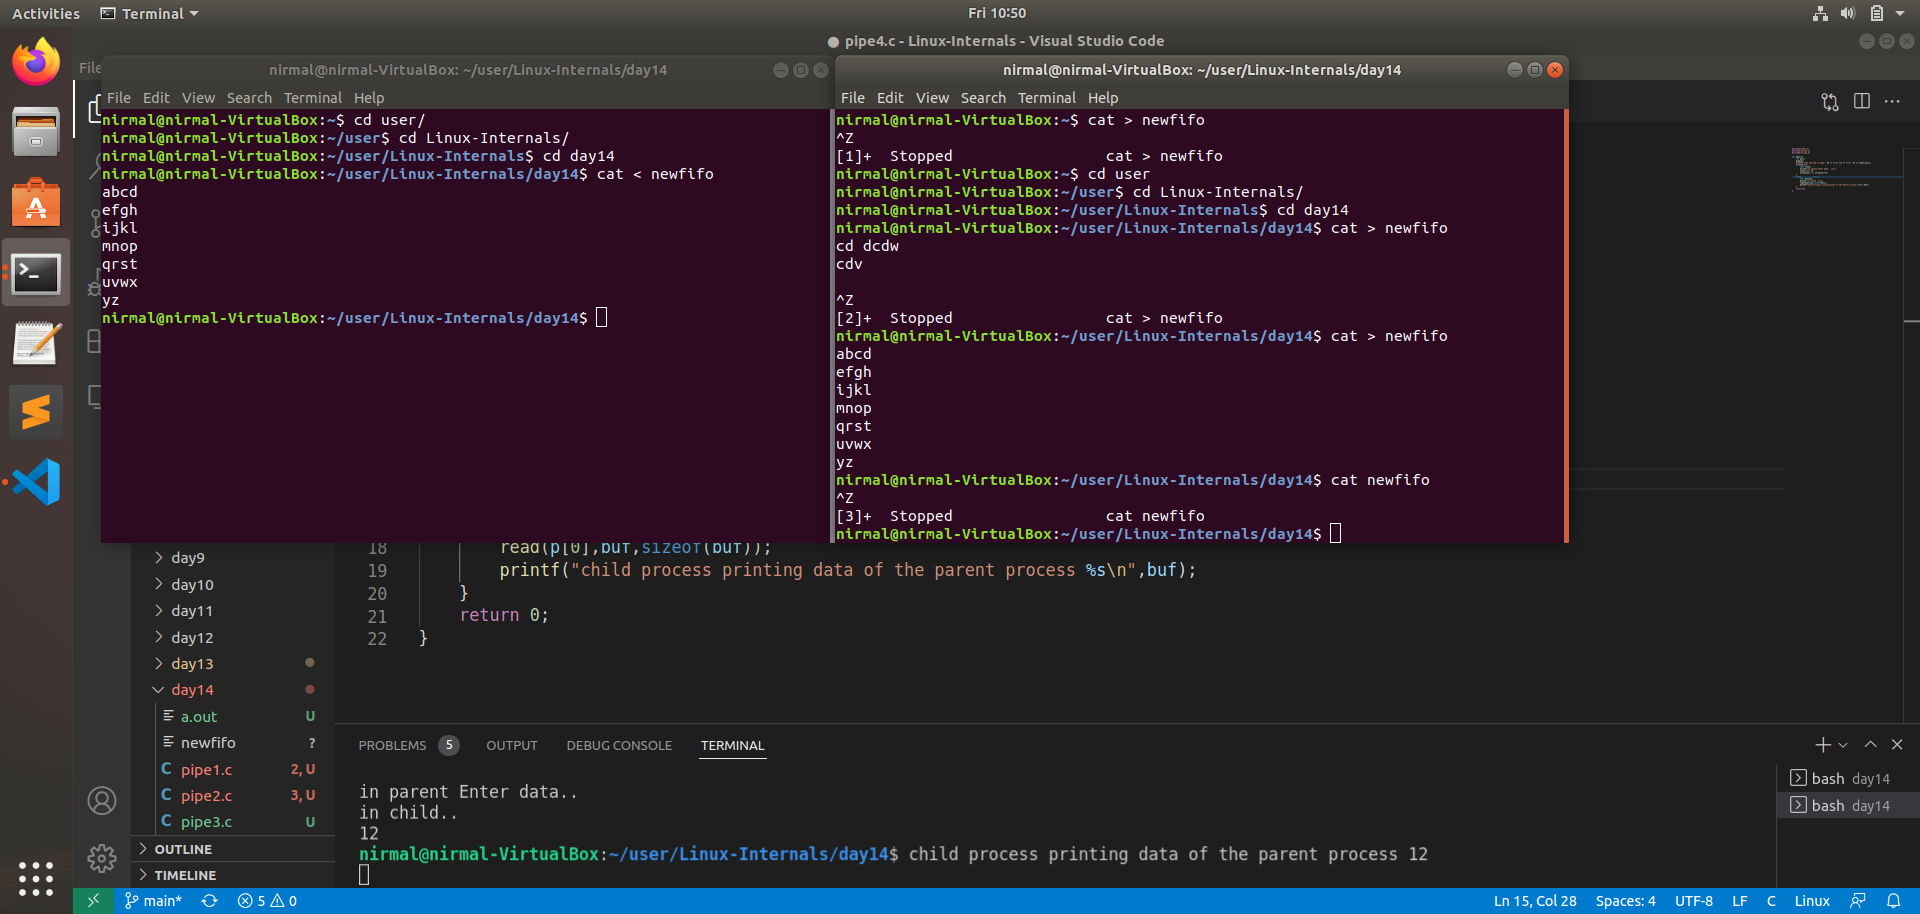 Activities
Terminal
Fri 10:50
● pipe4.c - Linux-Internals - Visual Studio Code
File
nirmal@nirmal-VirtualBox: ~/user/Linux-Internals/day14
File Edit View Search Terminal Help
nirmal@nirmal-VirtualBox:~$ cd user/
nirmal@nirmal-VirtualBox:~/user$ cd Linux-Internals/
nirmal@nirmal-VirtualBox:~/user/Linux-Internals$ cd day14
nirmal@nirmal-VirtualBox:~/user/Linux-Internals/day14$ cat < newfifo
abcd
efgh
ijkl
mnop
qrst
uvwx
yz
nirmal@nirmal-VirtualBox:~/user/Linux-Internals/day14$
nirmal@nirmal-VirtualBox: ~/user/Linux-Internals/day14
File Edit View Search Terminal Help
nirmal@nirmal-VirtualBox:~$ cat > newfifo
^Z
[1]+  Stopped                 cat > newfifo
nirmal@nirmal-VirtualBox:~$ cd user
nirmal@nirmal-VirtualBox:~/user$ cd Linux-Internals/
nirmal@nirmal-VirtualBox:~/user/Linux-Internals$ cd day14
nirmal@nirmal-VirtualBox:~/user/Linux-Internals/day14$ cat > newfifo
cd dcdw
cdv
^Z
[2]+  Stopped                 cat > newfifo
nirmal@nirmal-VirtualBox:~/user/Linux-Internals/day14$ cat > newfifo
abcd
efgh
ijkl
mnop
qrst
uvwx
yz
nirmal@nirmal-VirtualBox:~/user/Linux-Internals/day14$ cat newfifo
^Z
[3]+  Stopped                 cat newfifo
nirmal@nirmal-VirtualBox:~/user/Linux-Internals/day14$
day9
day10
day11
day12
day13
day14
a.out U
newfifo ?
pipe1.c 2, U
pipe2.c 3, U
pipe3.c U
OUTLINE
TIMELINE
18 read(p[0],buf,sizeof(buf));
19 printf("child process printing data of the parent process %s\n",buf);
20 }
21 return 0;
22 }
PROBLEMS 5 OUTPUT DEBUG CONSOLE TERMINAL
in parent Enter data..
in child..
12
nirmal@nirmal-VirtualBox:~/user/Linux-Internals/day14$ child process printing data of the parent process 12
bash day14
bash day14
main* 5 0 Ln 15, Col 28 Spaces: 4 UTF-8 LF C Linux